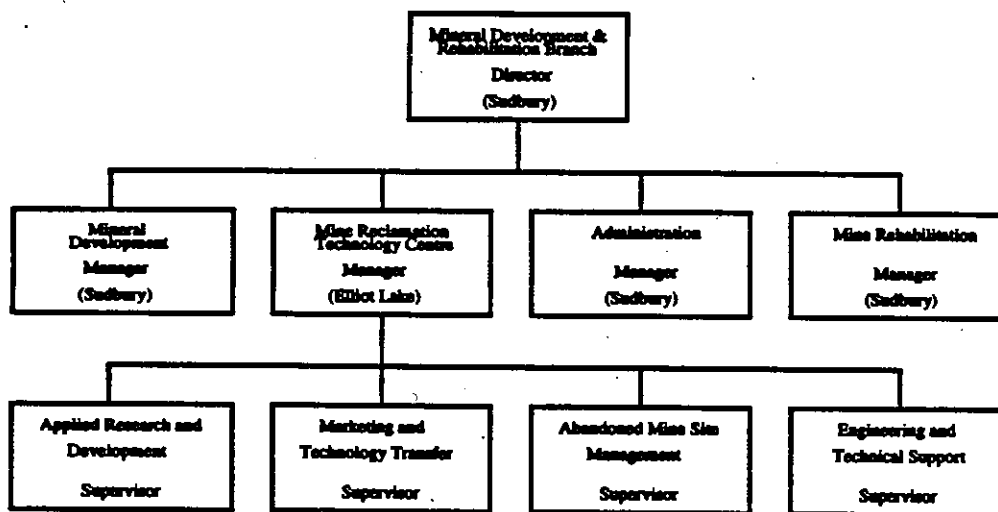 Mineral Development &
Rehabilitation Branch
Director
(Sudbury)
Mineral
Development
Manager
(Sudbury)
Mine Reclamation
Technology Centre
Manager
(Elliot Lake)
Administration
Manager
(Sudbury)
Mine Rehabilitation
Manager
(Sudbury)
Applied Research and
Development
Supervisor
Marketing and
Technology Transfer
Supervisor
Abandoned Mine Site
Management
Supervisor
Engineering and
Technical Support
Supervisor